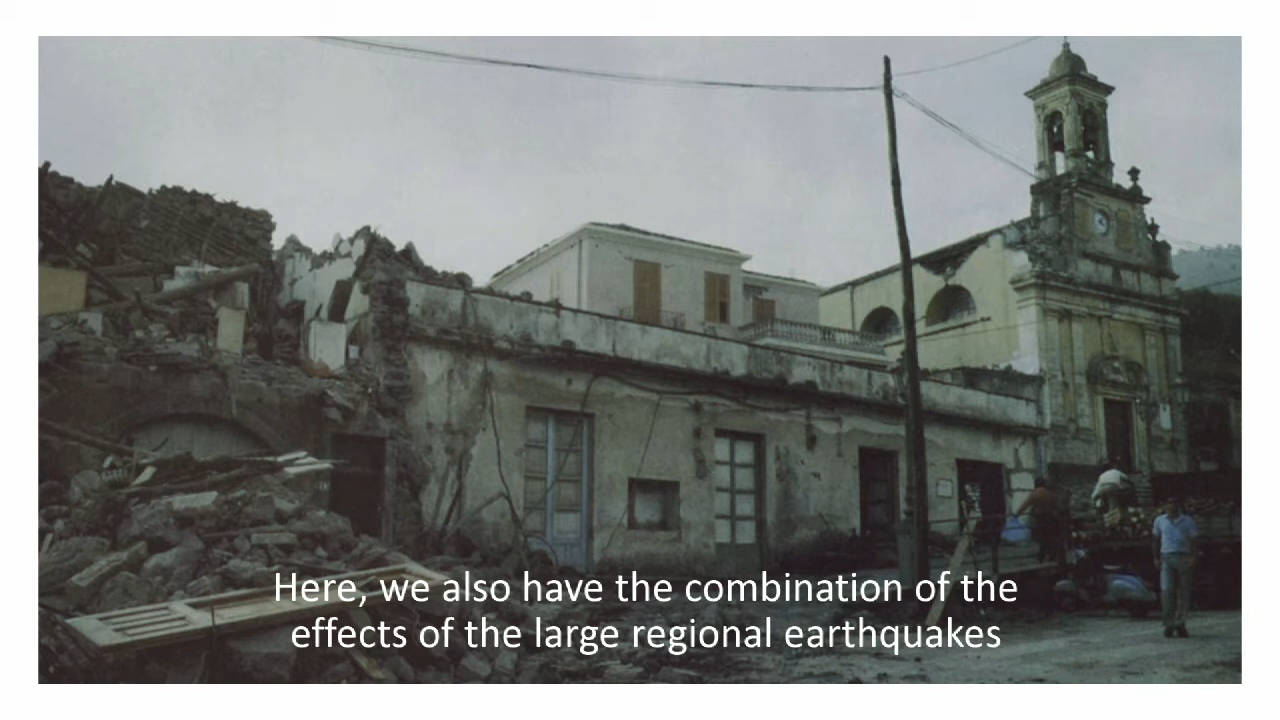 Here, we also have the combination of the
effects of the large regional earthquakes